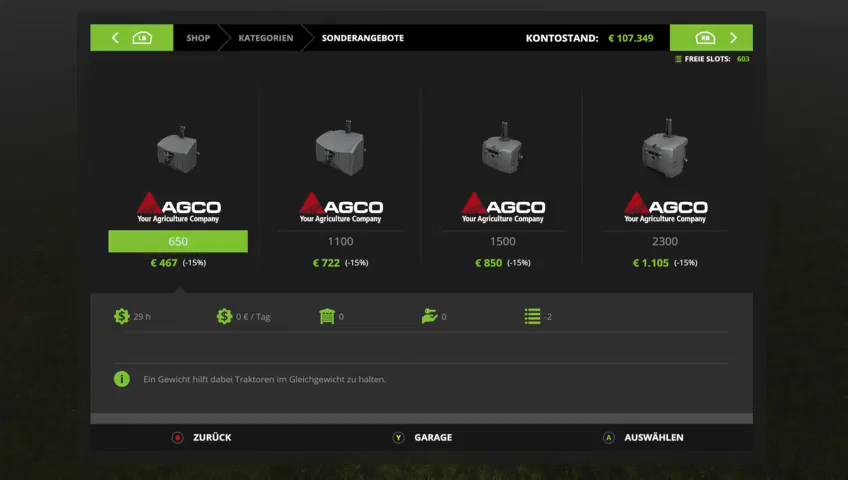 LB
SHOP
KATEGORIEN
SONDERANGEBOTE
KONTOSTAND: € 107.349
RB
FREIE SLOTS: 603
AGCO
Your Agriculture Company
650
€ 467 (-15%)
AGCO
Your Agriculture Company
1100
€ 722 (-15%)
AGCO
Your Agriculture Company
1500
€ 850 (-15%)
AGCO
Your Agriculture Company
2300
€ 1.105 (-15%)
29 h
0 € / Tag
0
0
-2
Ein Gewicht hilft dabei Traktoren im Gleichgewicht zu halten.
B ZURÜCK
Y GARAGE
A AUSWÄHLEN